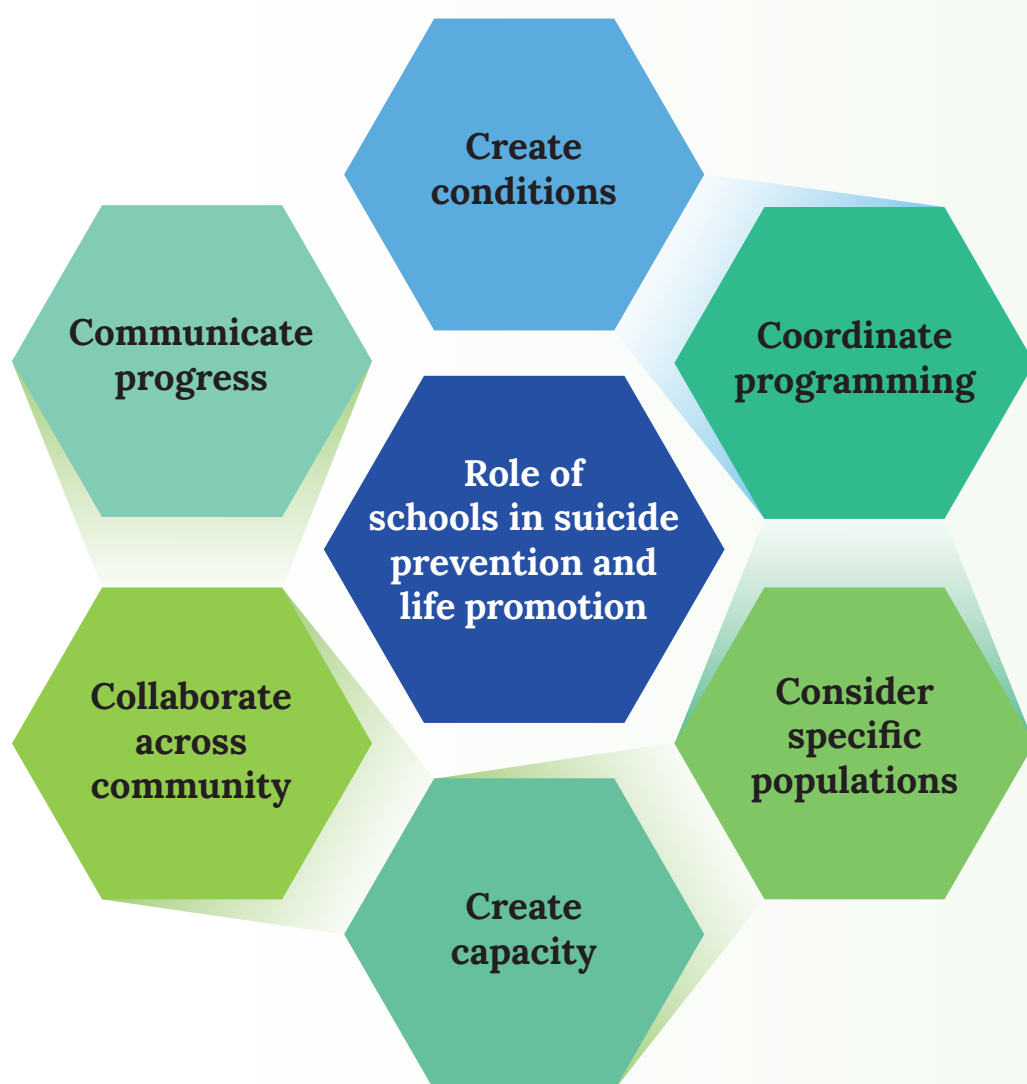 Create
conditions
Coordinate
programming
Consider
specific
populations
Create
capacity
Collaborate
across
community
Communicate
progress
Role of
schools in suicide
prevention and
life promotion